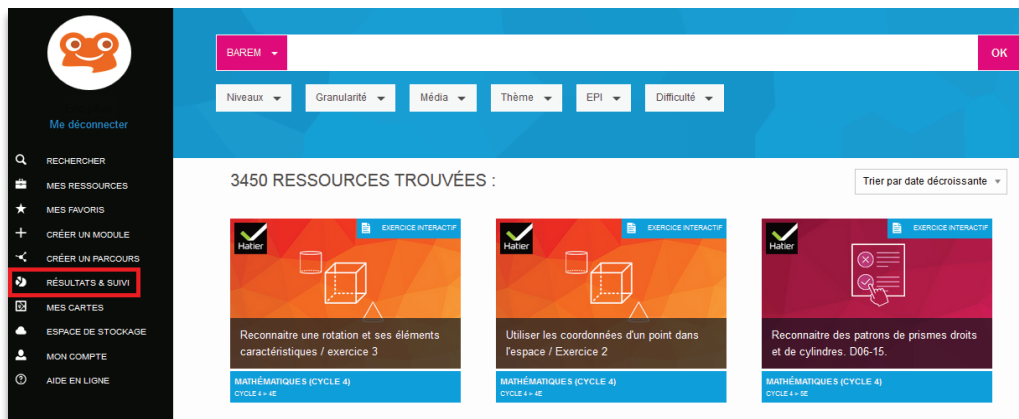 BAREM
OK
Niveaux
Granularité
Média
Thème
EPI
Difficulté
Me déconnecter
RECHERCHER
MES RESSOURCES
MES FAVORIS
CRÉER UN MODULE
CRÉER UN PARCOURS
RÉSULTATS & SUIVI
MES CARTES
ESPACE DE STOCKAGE
MON COMPTE
AIDE EN LIGNE
3450 RESSOURCES TROUVÉES :
Trier par date décroissante
Hatier
EXERCICE INTERACTIF
Reconnaitre une rotation et ses éléments
caractéristiques / exercice 3
MATHÉMATIQUES (CYCLE 4)
CYCLE 4 ▸ 4E
Hatier
EXERCICE INTERACTIF
Utiliser les coordonnées d'un point dans
l'espace / Exercice 2
MATHÉMATIQUES (CYCLE 4)
CYCLE 4 ▸ 4E
Hatier
EXERCICE INTERACTIF
Reconnaitre des patrons de prismes droits
et de cylindres. D06-15.
MATHÉMATIQUES (CYCLE 4)
CYCLE 4 ▸ 5E